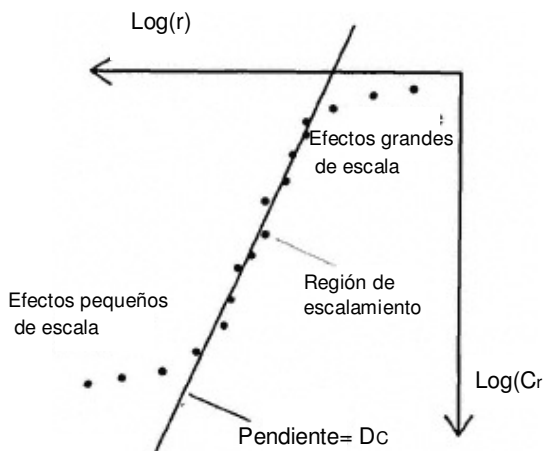 Log(r)
Efectos grandes
de escala
Región de
escalamiento
Efectos pequeños
de escala
Log(Cr
Pendiente= Dc